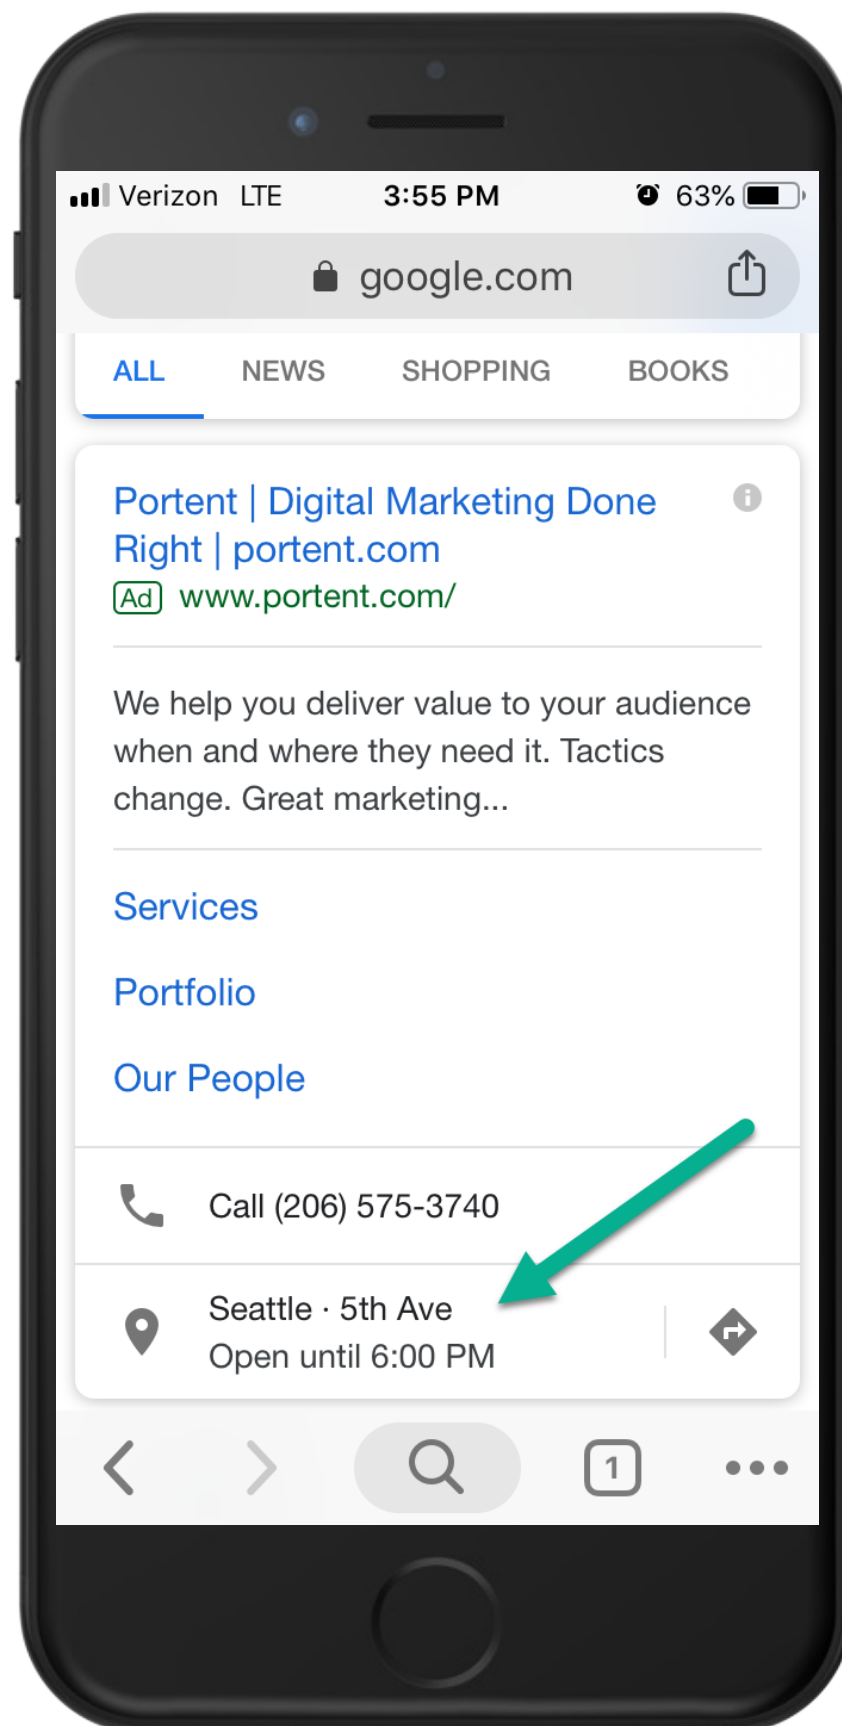 Verizon LTE 3:55 PM 63%
google.com
ALL NEWS SHOPPING BOOKS
Portent | Digital Marketing Done
Right | portent.com
Ad www.portent.com/
We help you deliver value to your audience
when and where they need it. Tactics
change. Great marketing...
Services
Portfolio
Our People
Call (206) 575-3740
Seattle · 5th Ave
Open until 6:00 PM
1